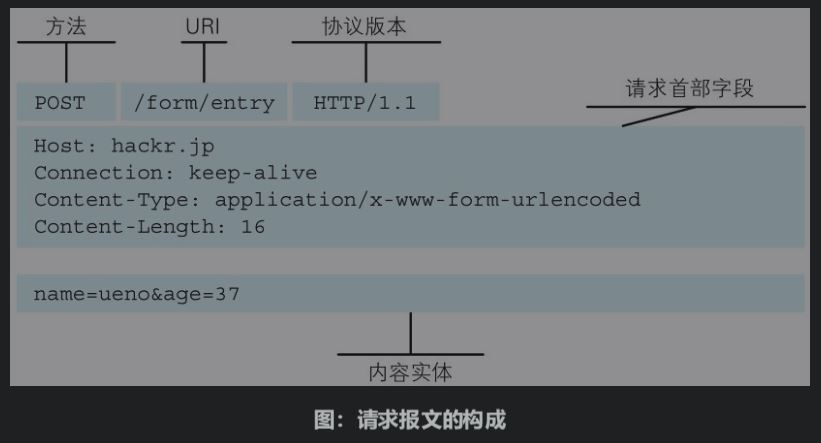 方法 URI 协议版本
POST /form/entry HTTP/1.1
请求首部字段
Host: hackr.jp
Connection: keep-alive
Content-Type: application/x-www-form-urlencoded
Content-Length: 16
name=ueno&age=37
内容实体
图：请求报文的构成